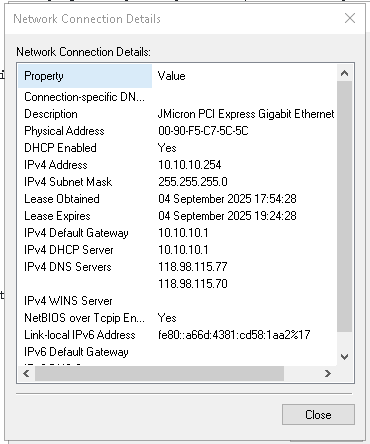 Network Connection Details
Network Connection Details:
Property Value
Connection-specific DN...
Description JMicron PCI Express Gigabit Ethernet
Physical Address 00-90-F5-C7-5C-5C
DHCP Enabled Yes
IPv4 Address 10.10.10.254
IPv4 Subnet Mask 255.255.255.0
Lease Obtained 04 September 2025 17:54:28
Lease Expires 04 September 2025 19:24:28
IPv4 Default Gateway 10.10.10.1
IPv4 DHCP Server 10.10.10.1
IPv4 DNS Servers 118.98.115.77
118.98.115.70
IPv4 WINS Server
NetBIOS over Tcpip En... Yes
Link-local IPv6 Address fe80::a66d:4381:cd58:1aa2%17
IPv6 Default Gateway
Close